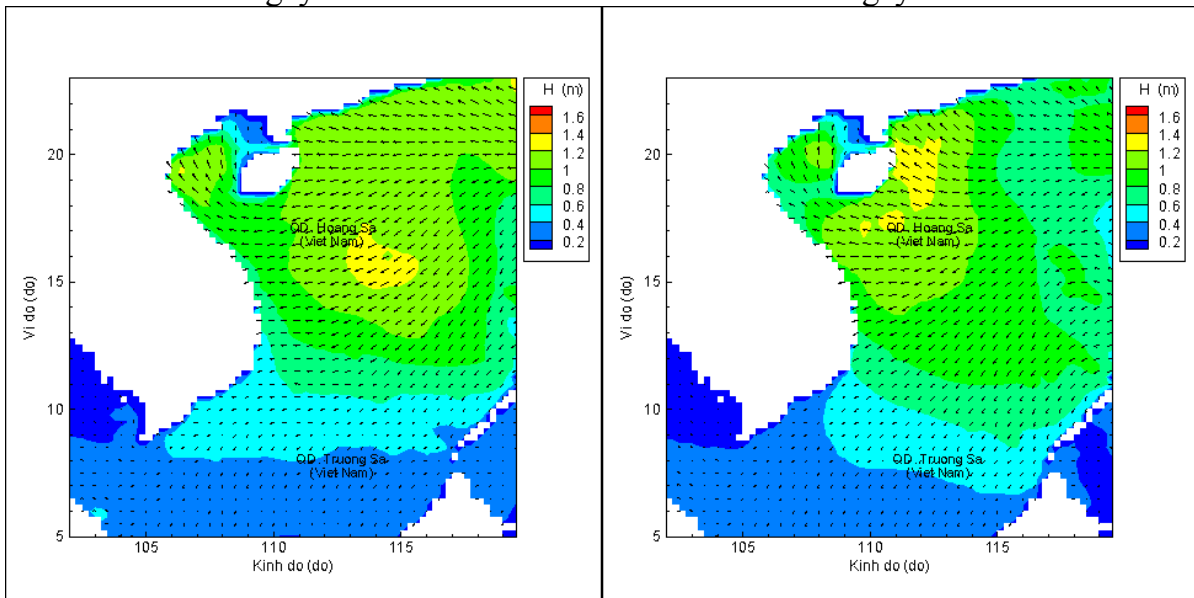 H (m)
1.6
1.4
1.2
1
0.8
0.6
0.4
0.2
20
15
10
5
Vi do (do)
QD. Hoang Sa
(Viet Nam)
QD. Truong Sa
(Viet Nam)
105
110
115
Kinh do (do)
H (m)
1.6
1.4
1.2
1
0.8
0.6
0.4
0.2
20
15
10
5
Vi do (do)
QD. Hoang Sa
(Viet Nam)
QD. Truong Sa
(Viet Nam)
105
110
115
Kinh do (do)